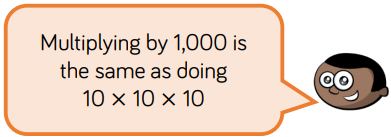 Multiplying by 1,000 is
the same as doing
10 × 10 × 10